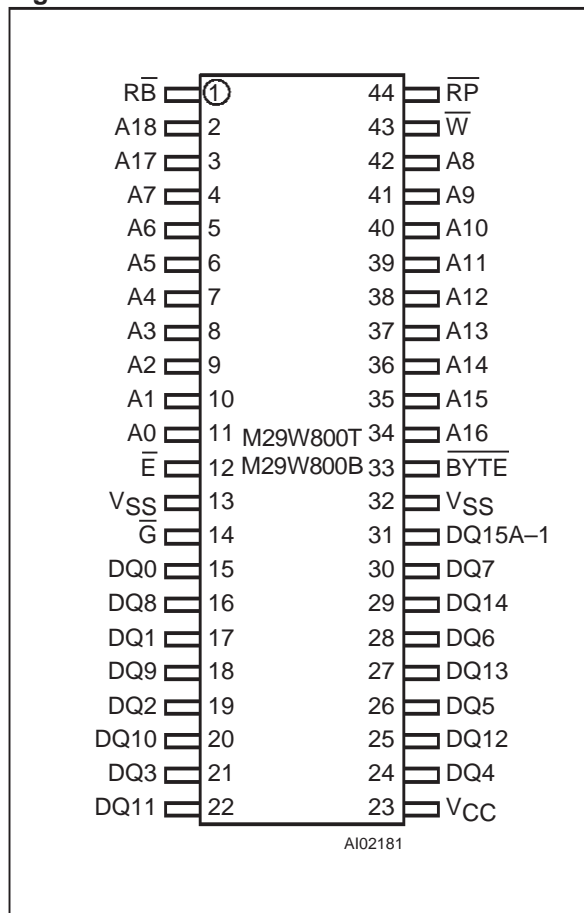 RB̅ 1 44 R̅P̅
A18 2 43 W̅
A17 3 42 A8
A7 4 41 A9
A6 5 40 A10
A5 6 39 A11
A4 7 38 A12
A3 8 37 A13
A2 9 36 A14
A1 10 35 A15
A0 11 M29W800T 34 A16
E̅ 12 M29W800B 33 B̅Y̅T̅E̅
VSS 13 32 VSS
G̅ 14 31 DQ15A–1
DQ0 15 30 DQ7
DQ8 16 29 DQ14
DQ1 17 28 DQ6
DQ9 18 27 DQ13
DQ2 19 26 DQ5
DQ10 20 25 DQ12
DQ3 21 24 DQ4
DQ11 22 23 VCC
AI02181